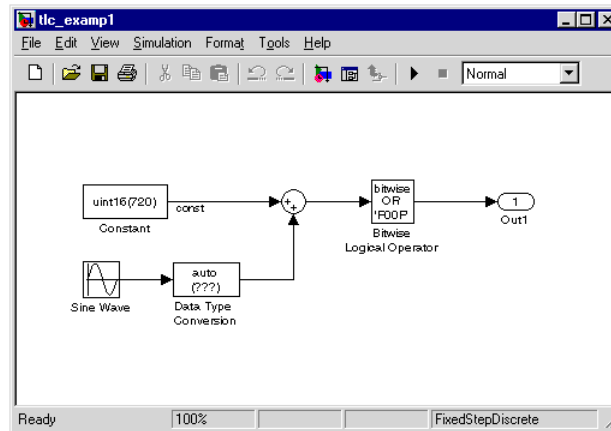 tlc_examp1
File Edit View Simulation Format Tools Help
Normal
uint16(720)
const
Constant
bitwise
OR
'F00F'
Bitwise
Logical Operator
1
Out1
Sine Wave
auto
(???)
Data Type
Conversion
Ready 100% FixedStepDiscrete